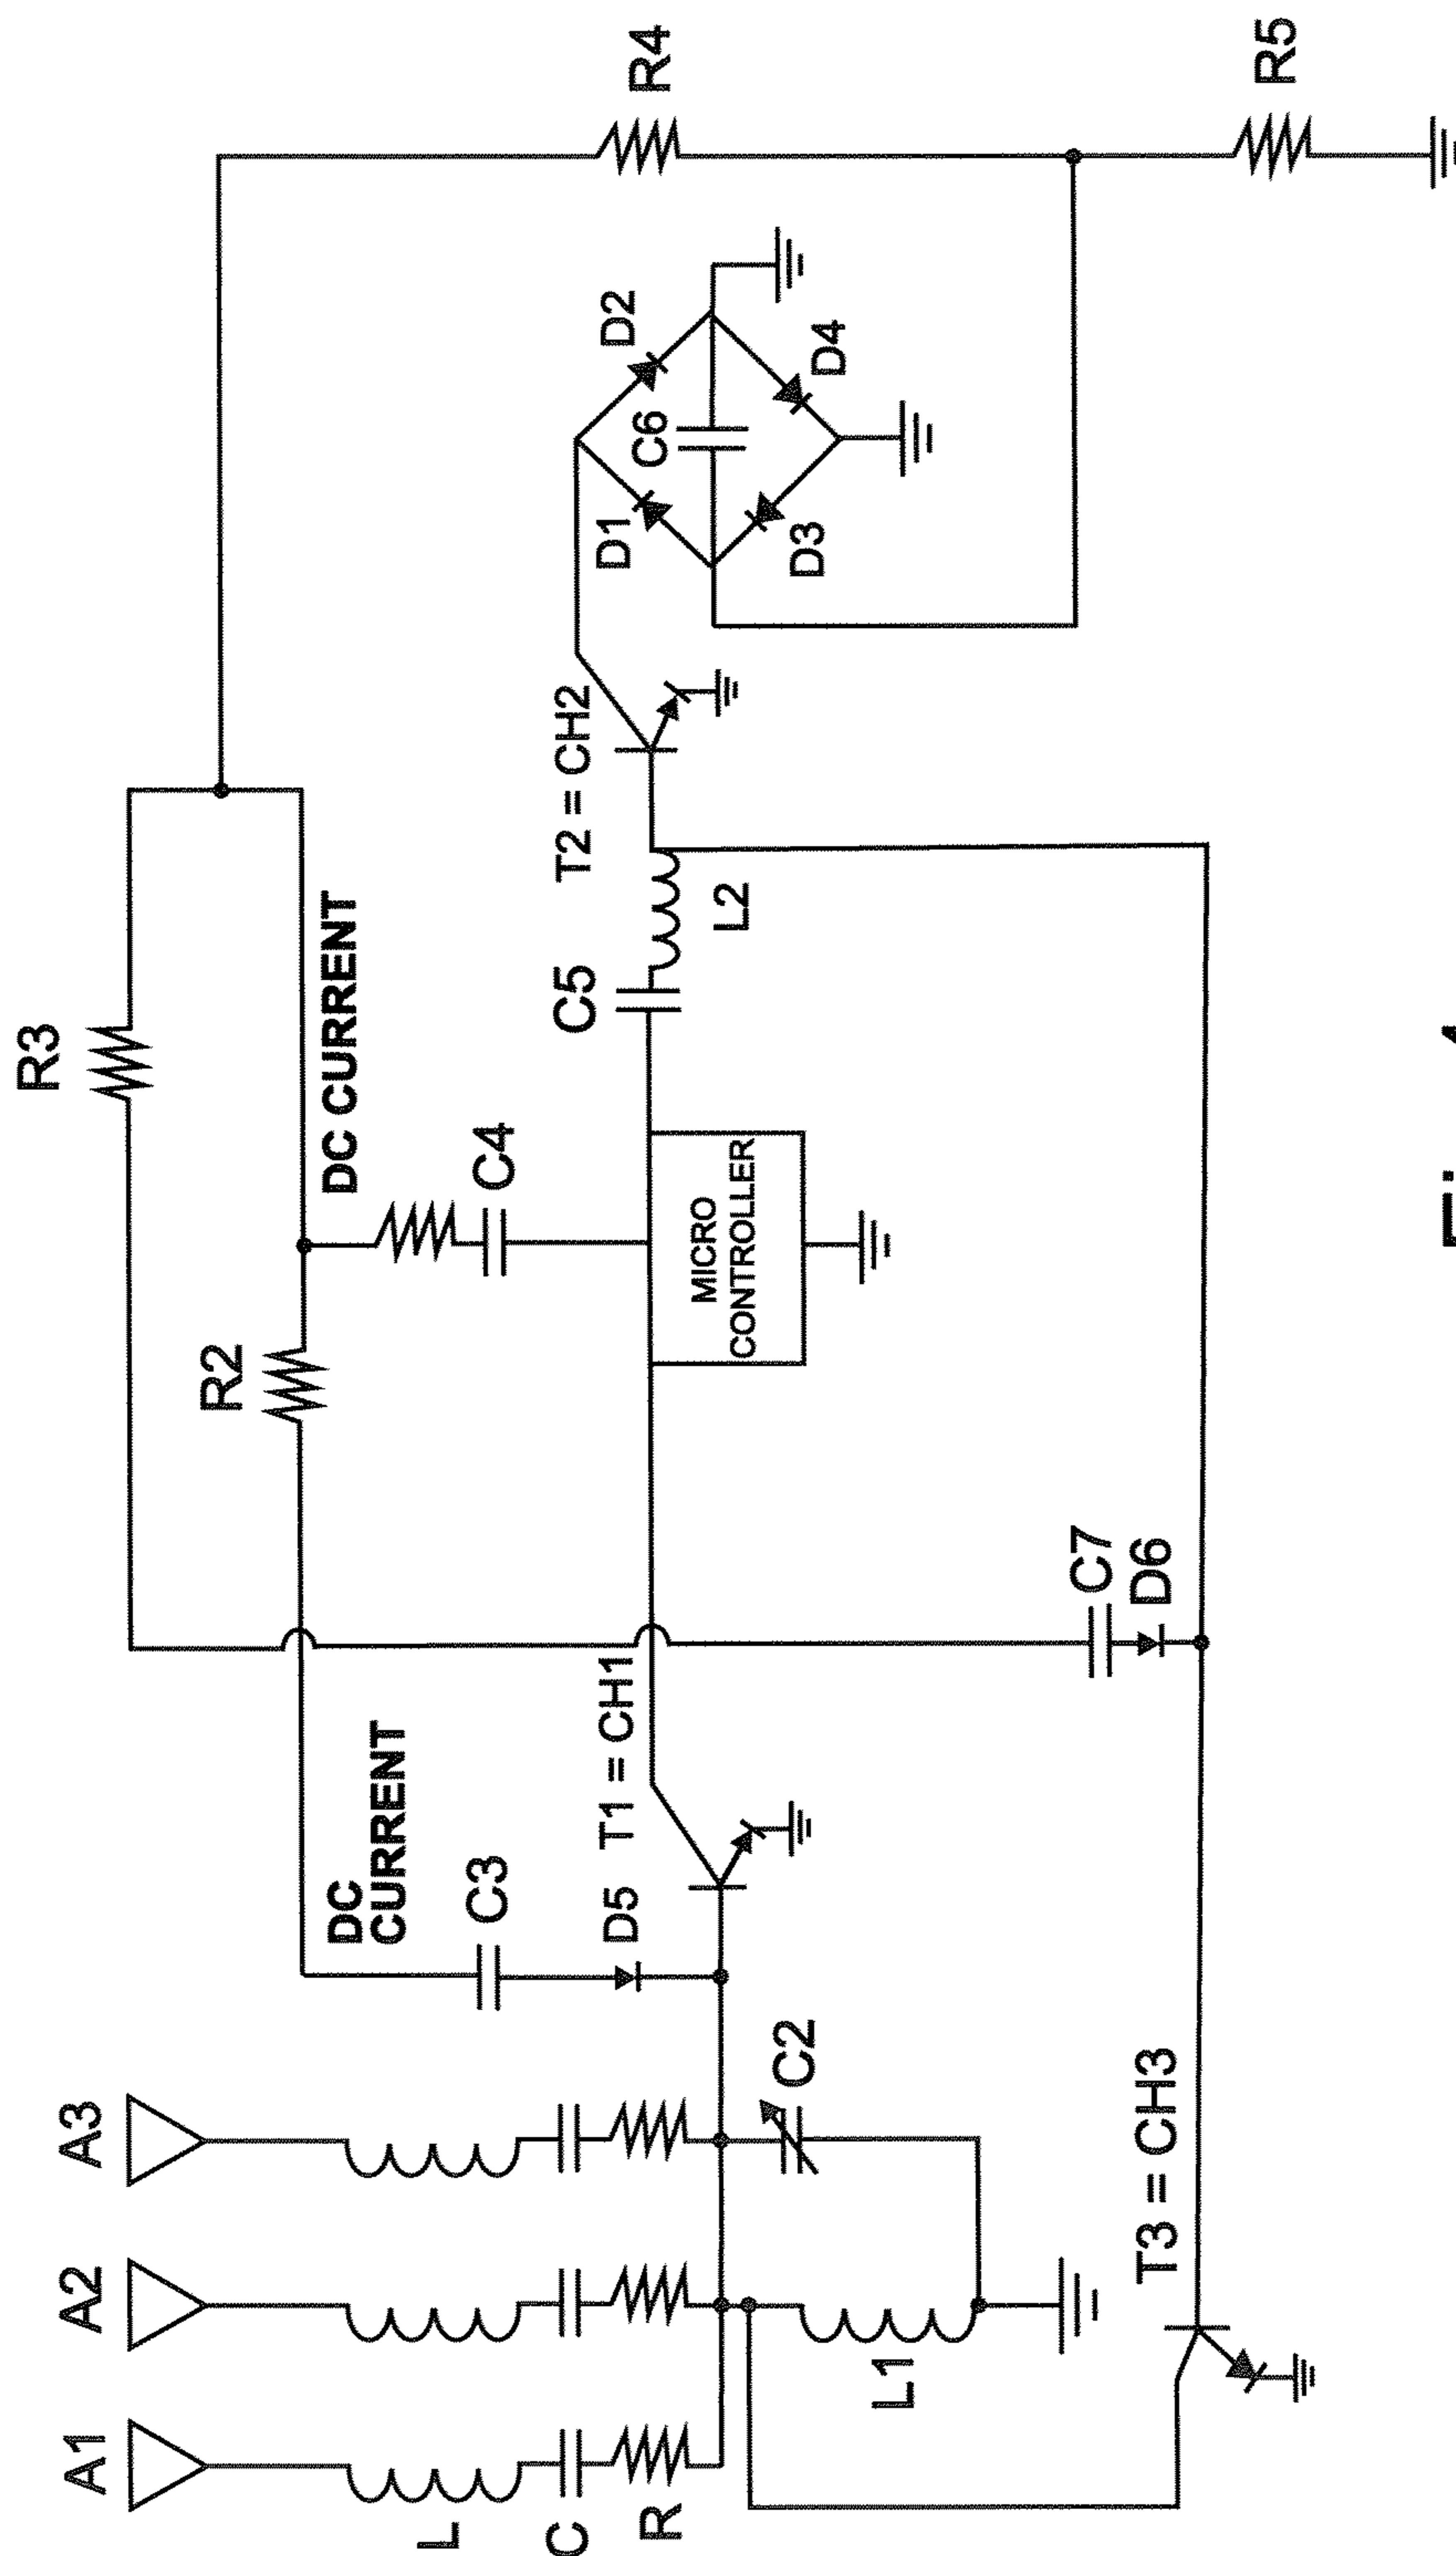 A1
A2
A3
R3
R2
DC
CURRENT
DC CURRENT
L
C3
C4
C
R
D5
T1 = CH1
C5
T2 = CH2
D1
D2
C6
R4
MICRO
CONTROLLER
L2
C2
D3
D4
L1
C7
D6
T3 = CH3
R5